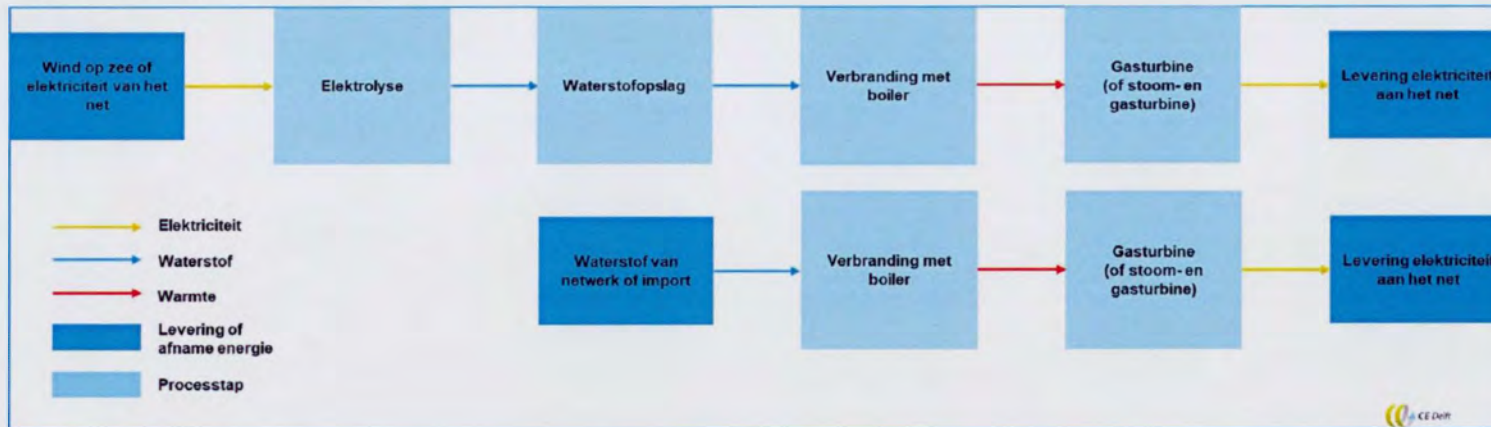 Wind op zee of
elektriciteit van het
net
Elektrolyse
Waterstofopslag
Verbranding met
boiler
Gasturbine
(of stoom- en
gasturbine)
Levering elektriciteit
aan het net
Elektriciteit
Waterstof
Warmte
Levering of
afname energie
Processtap
Waterstof van
netwerk of import
Verbranding met
boiler
Gasturbine
(of stoom- en
gasturbine)
Levering elektriciteit
aan het net
CE Delft